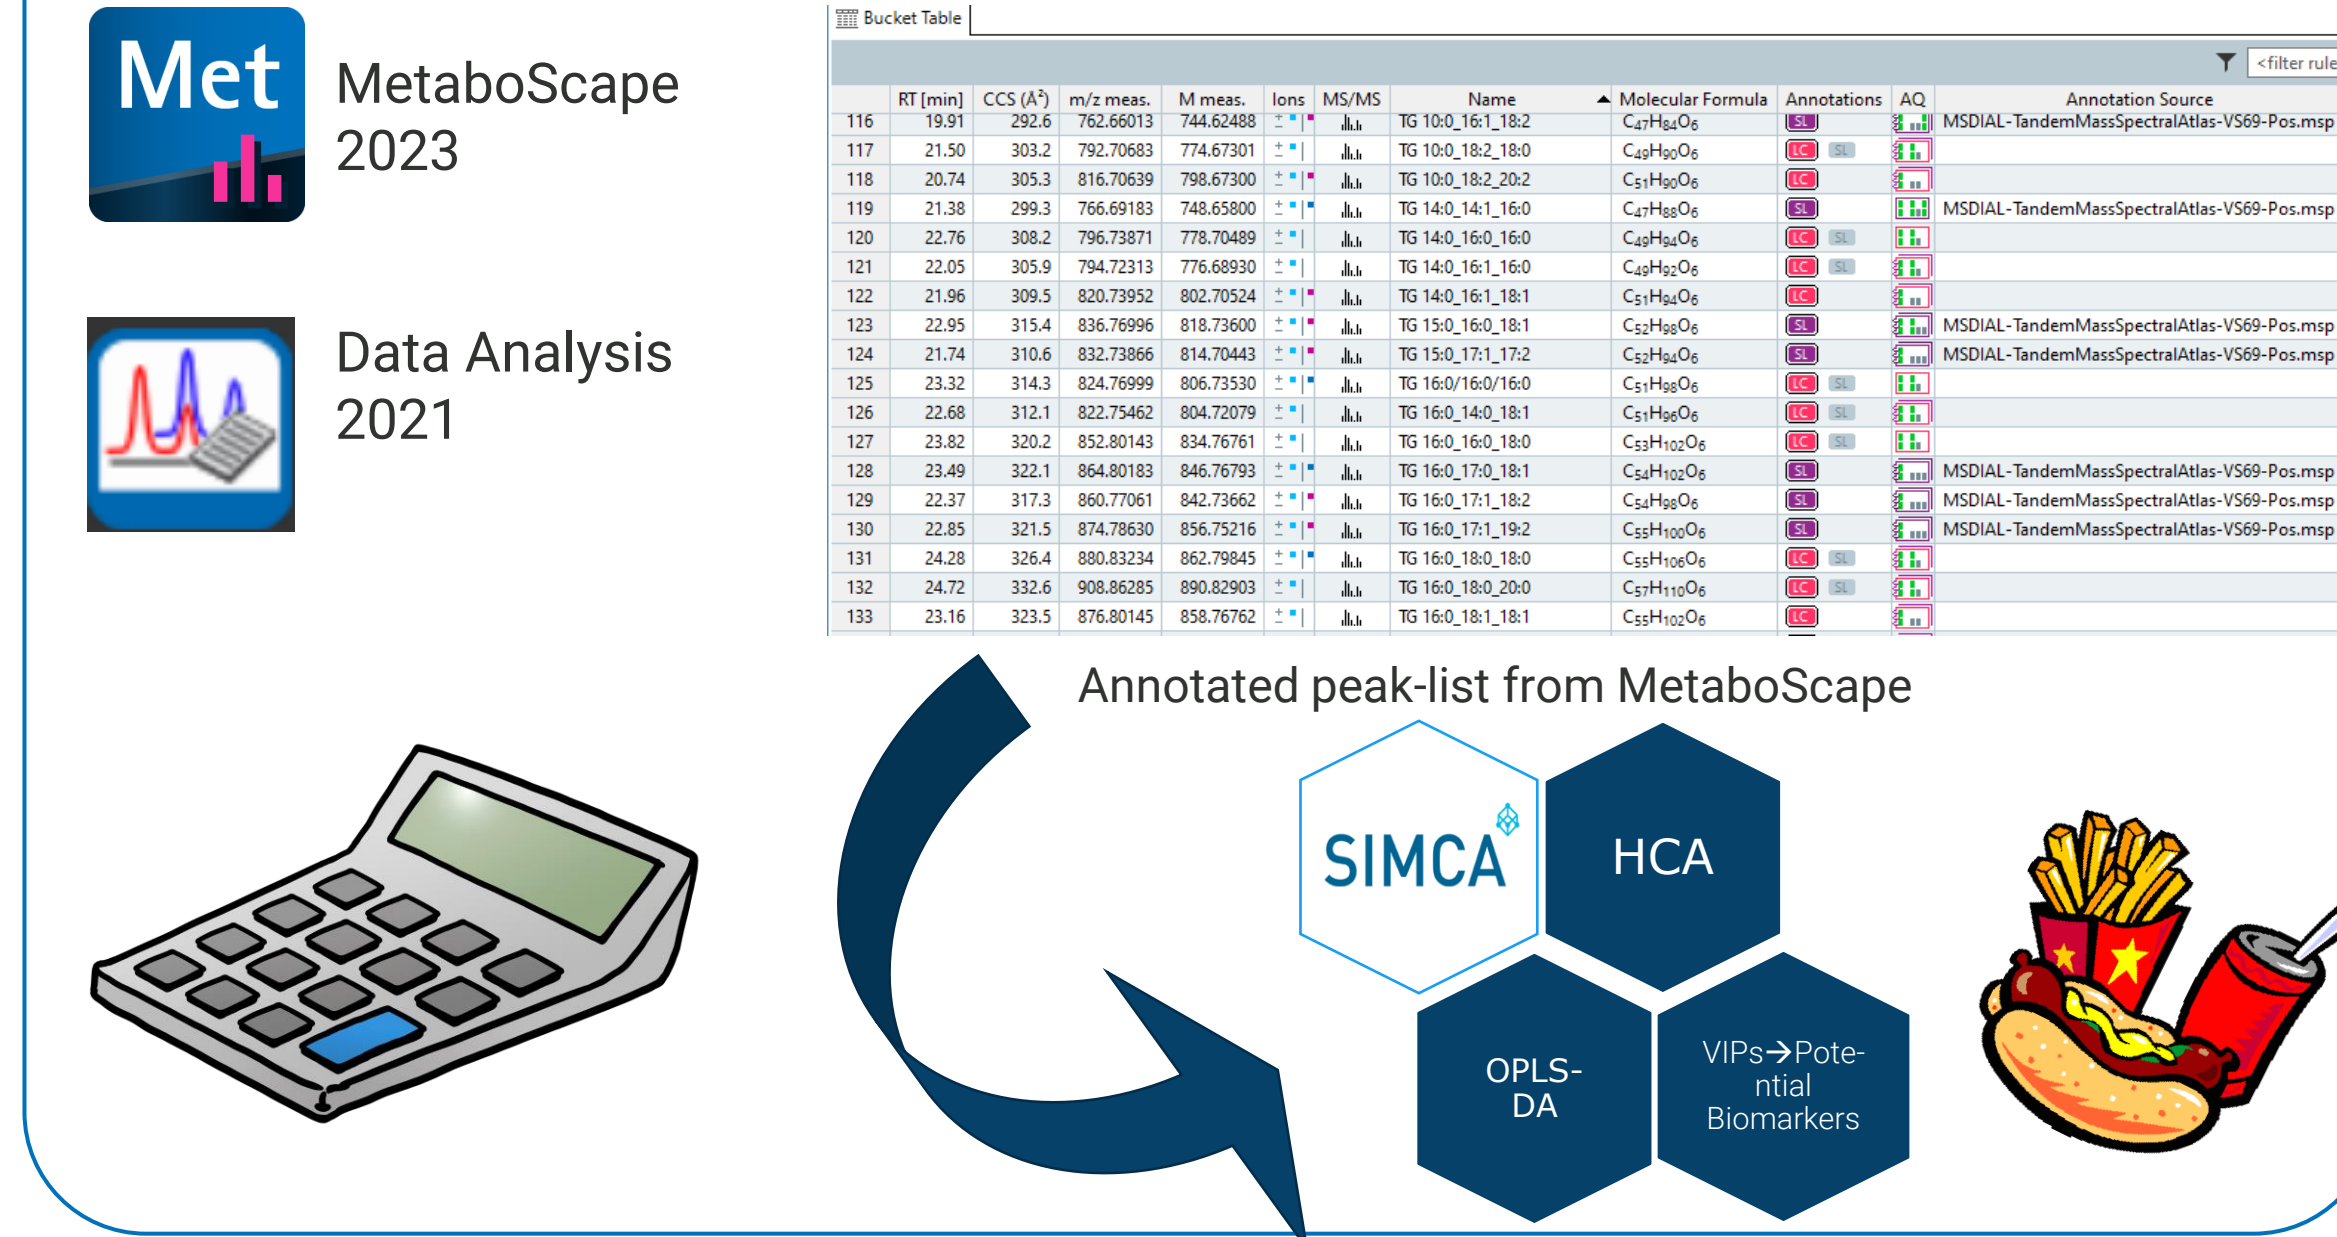 Met
MetaboScape
2023
Data Analysis
2021
Bucket Table
<filter rule
RT [min] CCS (Å²) m/z meas. M meas. Ions MS/MS Name Molecular Formula Annotations AQ Annotation Source
116 19.91 292.6 762.66013 744.62488 TG 10:0_16:1_18:2 C₄₇H₈₄O₆ SL MSDIAL-TandemMassSpectralAtlas-VS69-Pos.msp
117 21.50 303.2 792.70683 774.67301 TG 10:0_18:2_18:0 C₄₉H₉₀O₆ LC SL
118 20.74 305.3 816.70639 798.67300 TG 10:0_18:2_20:2 C₅₁H₉₀O₆ LC
119 21.38 299.3 766.69183 748.65800 TG 14:0_14:1_16:0 C₄₇H₈₈O₆ SL MSDIAL-TandemMassSpectralAtlas-VS69-Pos.msp
120 22.76 308.2 796.73871 778.70489 TG 14:0_16:0_16:0 C₄₉H₉₄O₆ LC SL
121 22.05 305.9 794.72313 776.68930 TG 14:0_16:1_16:0 C₄₉H₉₂O₆ LC SL
122 21.96 309.5 820.73952 802.70524 TG 14:0_16:1_18:1 C₅₁H₉₄O₆ LC
123 22.95 315.4 836.76996 818.73600 TG 15:0_16:0_18:1 C₅₂H₉₈O₆ SL MSDIAL-TandemMassSpectralAtlas-VS69-Pos.msp
124 21.74 310.6 832.73866 814.70443 TG 15:0_17:1_17:2 C₅₂H₉₄O₆ SL MSDIAL-TandemMassSpectralAtlas-VS69-Pos.msp
125 23.32 314.3 824.76999 806.73530 TG 16:0/16:0/16:0 C₅₁H₉₈O₆ LC SL
126 22.68 312.1 822.75462 804.72079 TG 16:0_14:0_18:1 C₅₁H₉₆O₆ LC SL
127 23.82 320.2 852.80143 834.76761 TG 16:0_16:0_18:0 C₅₃H₁₀₂O₆ LC SL
128 23.49 322.1 864.80183 846.76793 TG 16:0_17:0_18:1 C₅₄H₁₀₂O₆ SL MSDIAL-TandemMassSpectralAtlas-VS69-Pos.msp
129 22.37 317.3 860.77061 842.73662 TG 16:0_17:1_18:2 C₅₄H₉₈O₆ SL MSDIAL-TandemMassSpectralAtlas-VS69-Pos.msp
130 22.85 321.5 874.78630 856.75216 TG 16:0_17:1_19:2 C₅₅H₁₀₀O₆ SL MSDIAL-TandemMassSpectralAtlas-VS69-Pos.msp
131 24.28 326.4 880.83234 862.79845 TG 16:0_18:0_18:0 C₅₅H₁₀₆O₆ LC SL
132 24.72 332.6 908.86285 890.82903 TG 16:0_18:0_20:0 C₅₇H₁₁₀O₆ LC SL
133 23.16 323.5 876.80145 858.76762 TG 16:0_18:1_18:1 C₅₅H₁₀₂O₆ LC
Annotated peak-list from MetaboScape
SIMCA
HCA
OPLS-
DA
VIPs→Pote-
ntial
Biomarkers